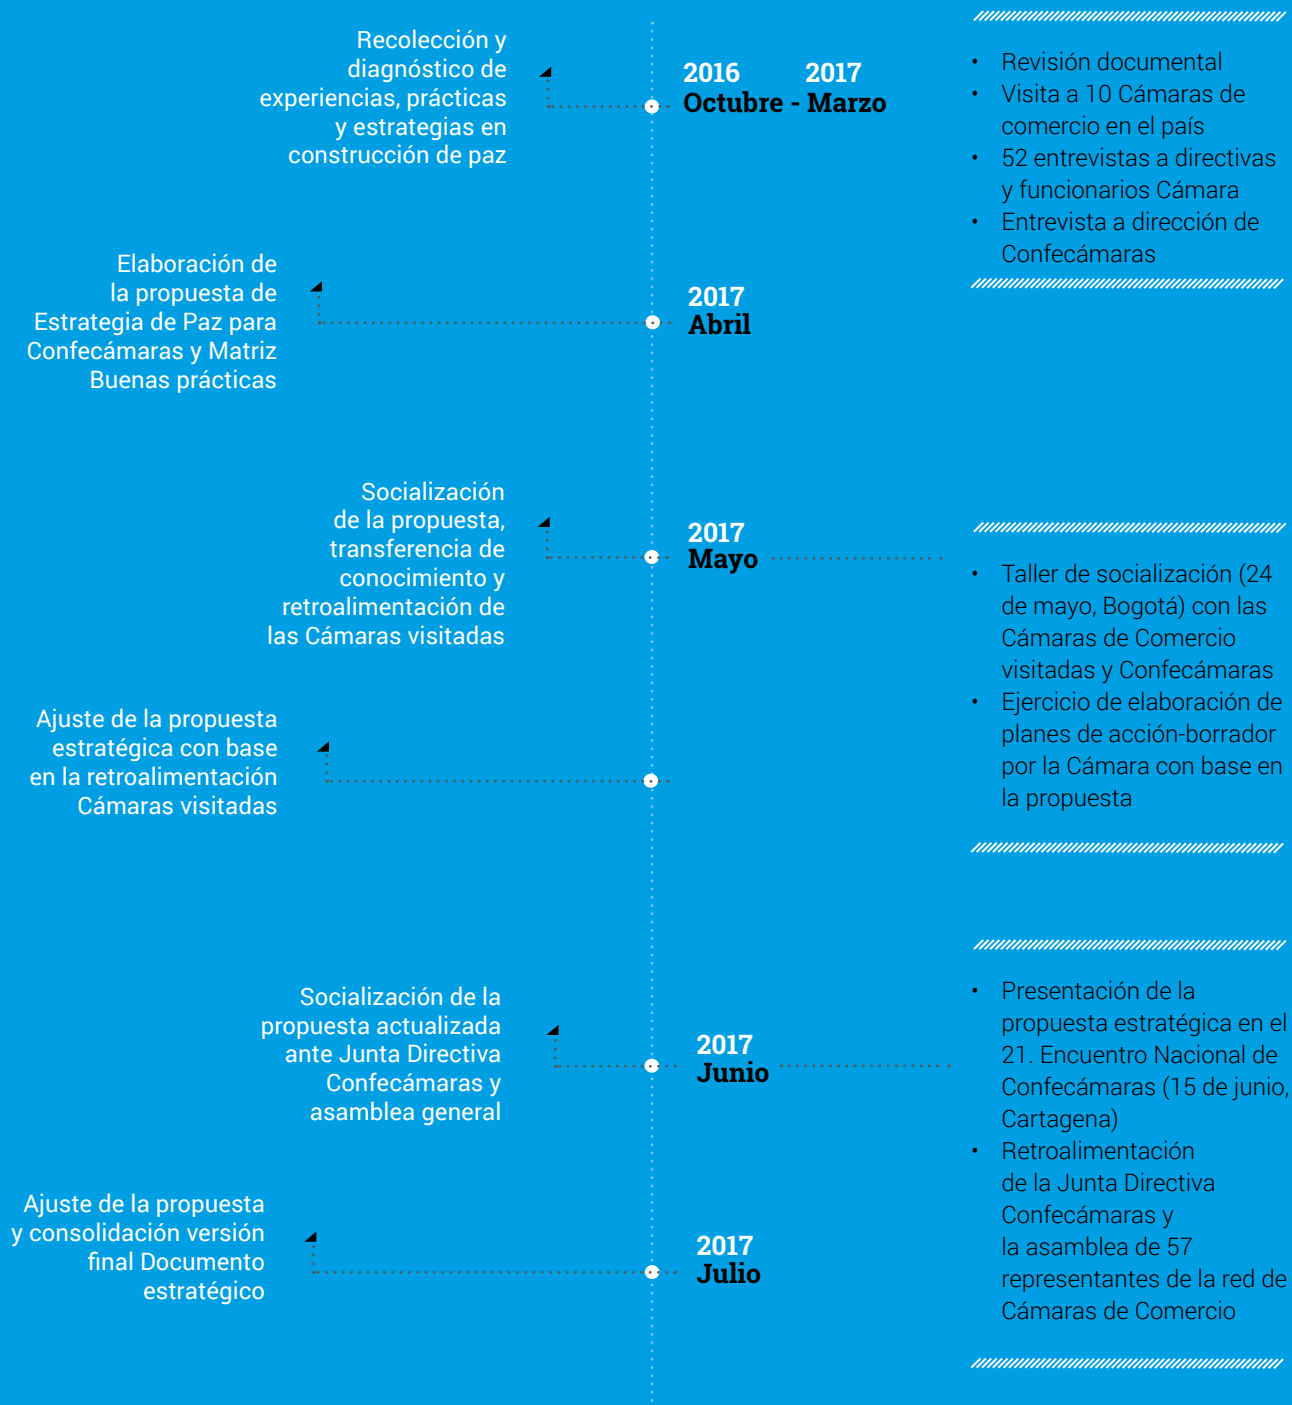 Recolección y
diagnóstico de
experiencias, prácticas
y estrategias en
construcción de paz
2016 2017
Octubre - Marzo
• Revisión documental
• Visita a 10 Cámaras de
comercio en el país
• 52 entrevistas a directivas
y funcionarios Cámara
• Entrevista a dirección de
Confecámaras
Elaboración de
la propuesta de
Estrategia de Paz para
Confecámaras y Matriz
Buenas prácticas
2017
Abril
Socialización
de la propuesta,
transferencia de
conocimiento y
retroalimentación de
las Cámaras visitadas
2017
Mayo
• Taller de socialización (24
de mayo, Bogotá) con las
Cámaras de Comercio
visitadas y Confecámaras
• Ejercicio de elaboración de
planes de acción-borrador
por la Cámara con base en
la propuesta
Ajuste de la propuesta
estratégica con base
en la retroalimentación
Cámaras visitadas
Socialización de la
propuesta actualizada
ante Junta Directiva
Confecámaras y
asamblea general
2017
Junio
• Presentación de la
propuesta estratégica en el
21. Encuentro Nacional de
Confecámaras (15 de junio,
Cartagena)
• Retroalimentación
de la Junta Directiva
Confecámaras y
la asamblea de 57
representantes de la red de
Cámaras de Comercio
Ajuste de la propuesta
y consolidación versión
final Documento
estratégico
2017
Julio